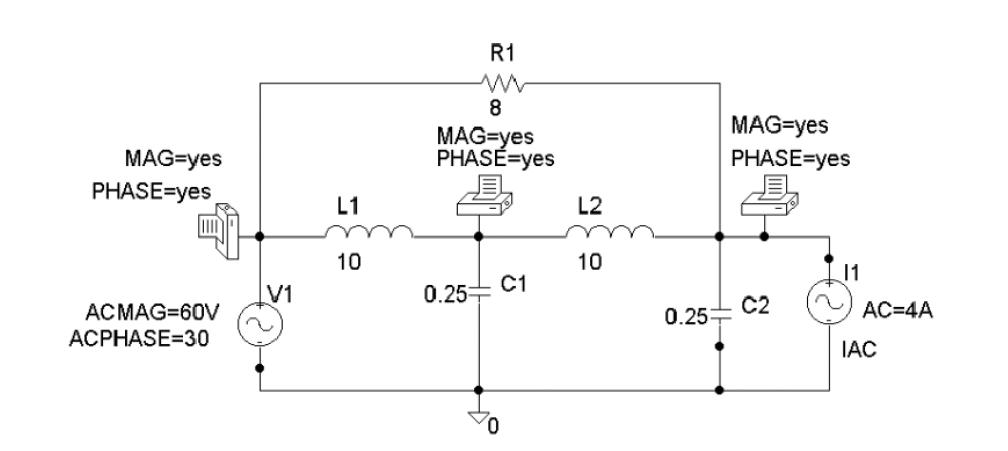 R1
8
MAG=yes
PHASE=yes
MAG=yes
PHASE=yes
MAG=yes
PHASE=yes
L1
10
L2
10
V1
ACMAG=60V
ACPHASE=30
0.25
C1
0.25
C2
I1
AC=4A
IAC
0